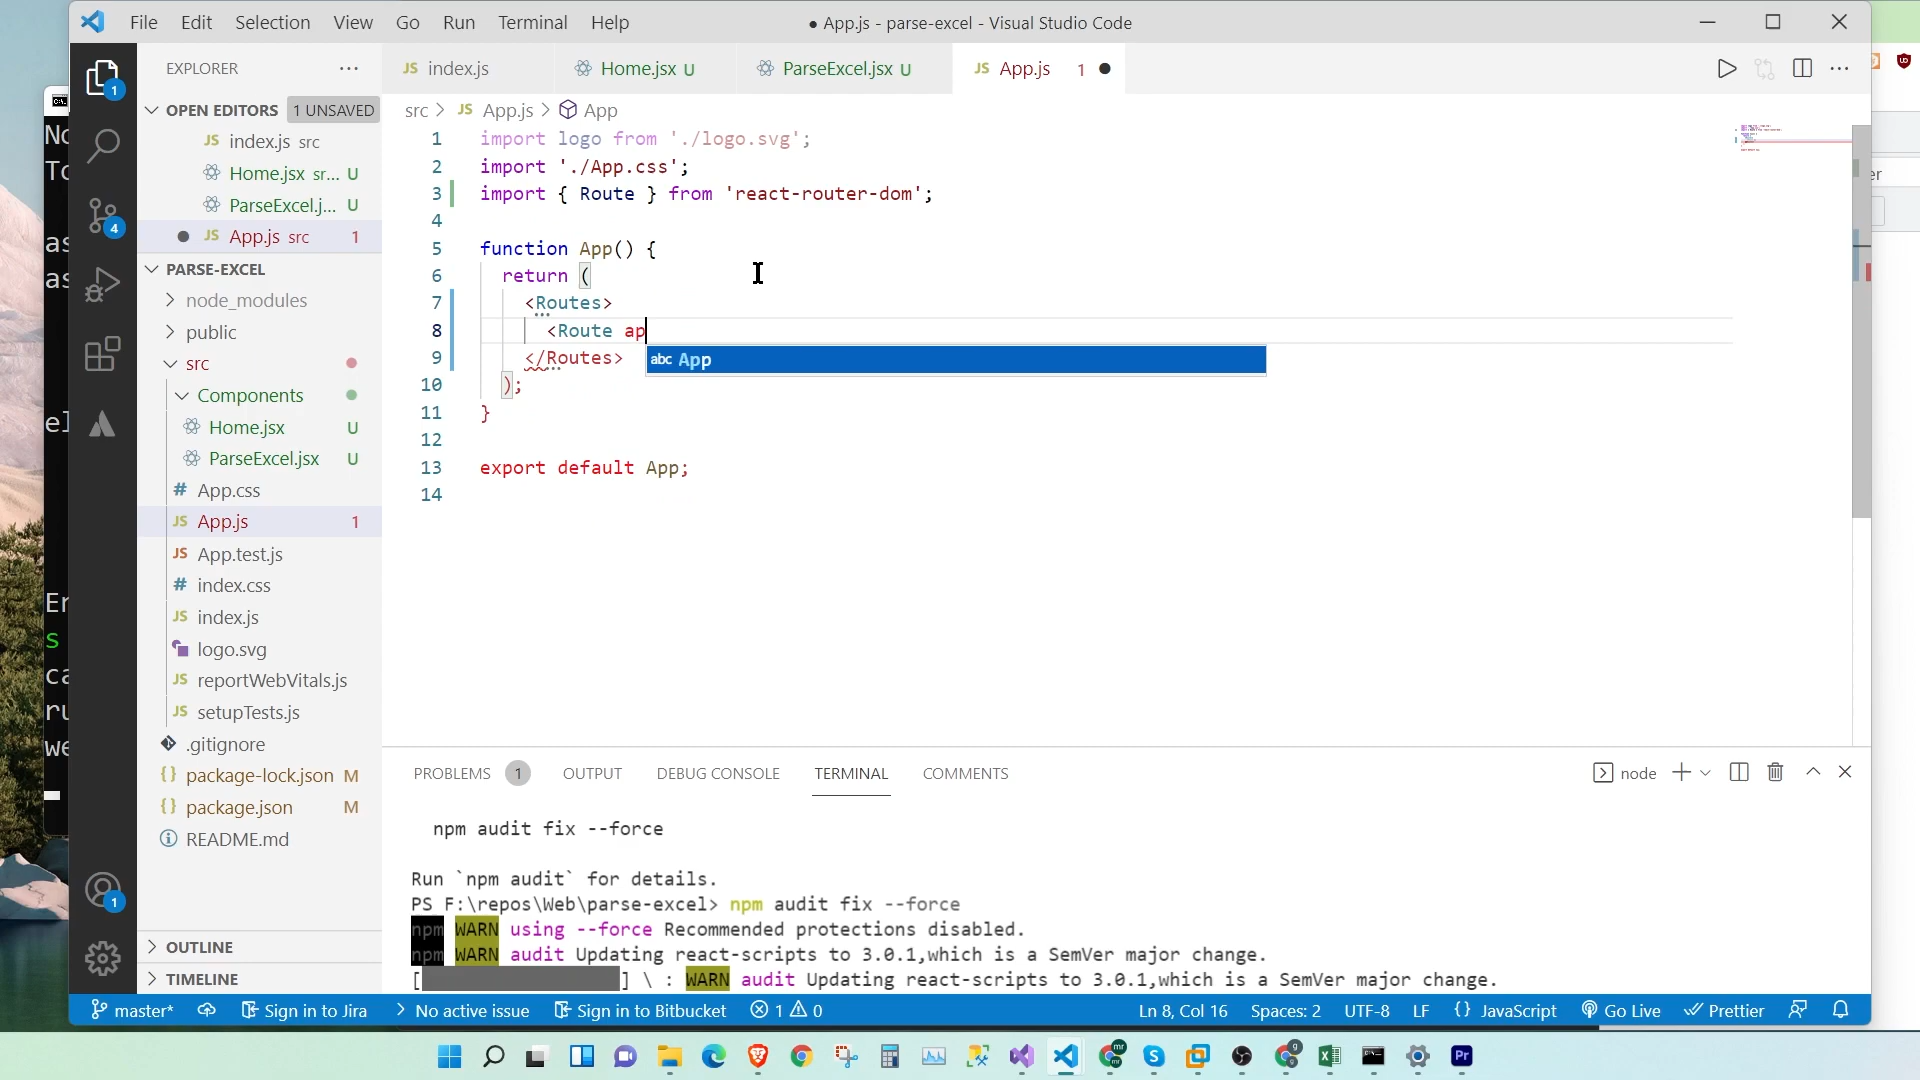 File Edit Selection View Go Run Terminal Help
● App.js - parse-excel - Visual Studio Code
EXPLORER
OPEN EDITORS 1 UNSAVED
JS index.js src
Home.jsx sr... U
ParseExcel.j... U
● JS App.js src 1
PARSE-EXCEL
node_modules
public
src
Components
Home.jsx U
ParseExcel.jsx U
# App.css
JS App.js 1
JS App.test.js
# index.css
JS index.js
logo.svg
JS reportWebVitals.js
JS setupTests.js
.gitignore
{} package-lock.json M
{} package.json M
README.md
OUTLINE
TIMELINE
JS index.js
Home.jsx U
ParseExcel.jsx U
JS App.js 1 ●
src > JS App.js > App
1 import logo from './logo.svg';
2 import './App.css';
3 import { Route } from 'react-router-dom';
4
5 function App() {
6 return (
7 <Routes>
8 <Route ap
abc App
9 </Routes>
10 );
11 }
12
13 export default App;
14
PROBLEMS 1 OUTPUT DEBUG CONSOLE TERMINAL COMMENTS
node
npm audit fix --force
Run `npm audit` for details.
PS F:\repos\Web\parse-excel> npm audit fix --force
npm WARN using --force Recommended protections disabled.
npm WARN audit Updating react-scripts to 3.0.1,which is a SemVer major change.
[ ] \ : WARN audit Updating react-scripts to 3.0.1,which is a SemVer major change.
master* Sign in to Jira No active issue Sign in to Bitbucket 1 0
Ln 8, Col 16 Spaces: 2 UTF-8 LF {} JavaScript Go Live Prettier